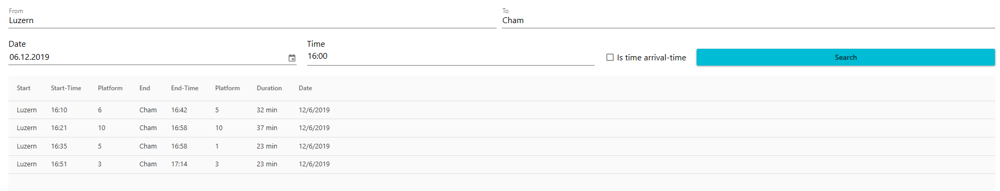 From To
Luzern Cham
Date Time
06.12.2019 16:00 Is time arrival-time Search
Start Start-Time Platform End End-Time Platform Duration Date
Luzern 16:10 6 Cham 16:42 5 32 min 12/6/2019
Luzern 16:21 10 Cham 16:58 10 37 min 12/6/2019
Luzern 16:35 5 Cham 16:58 1 23 min 12/6/2019
Luzern 16:51 3 Cham 17:14 3 23 min 12/6/2019